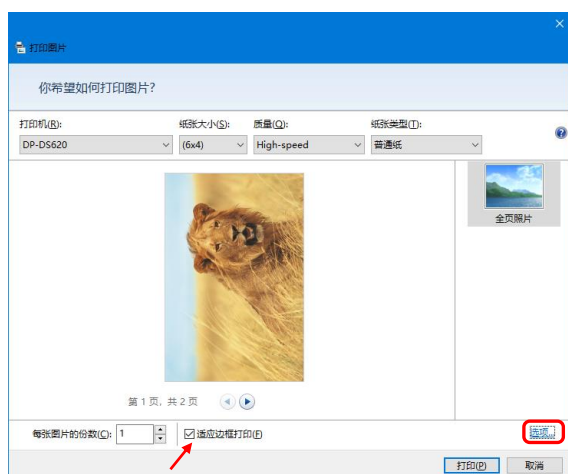 打印图片
你希望如何打印图片?
打印机(R): 纸张大小(S): 质量(Q): 纸张类型(T):
DP-DS620 (6x4) High-speed 普通纸
全页照片
第 1 页, 共 2 页
每张图片的份数(C): 1 适应边框打印(F) 选项...
打印(P) 取消